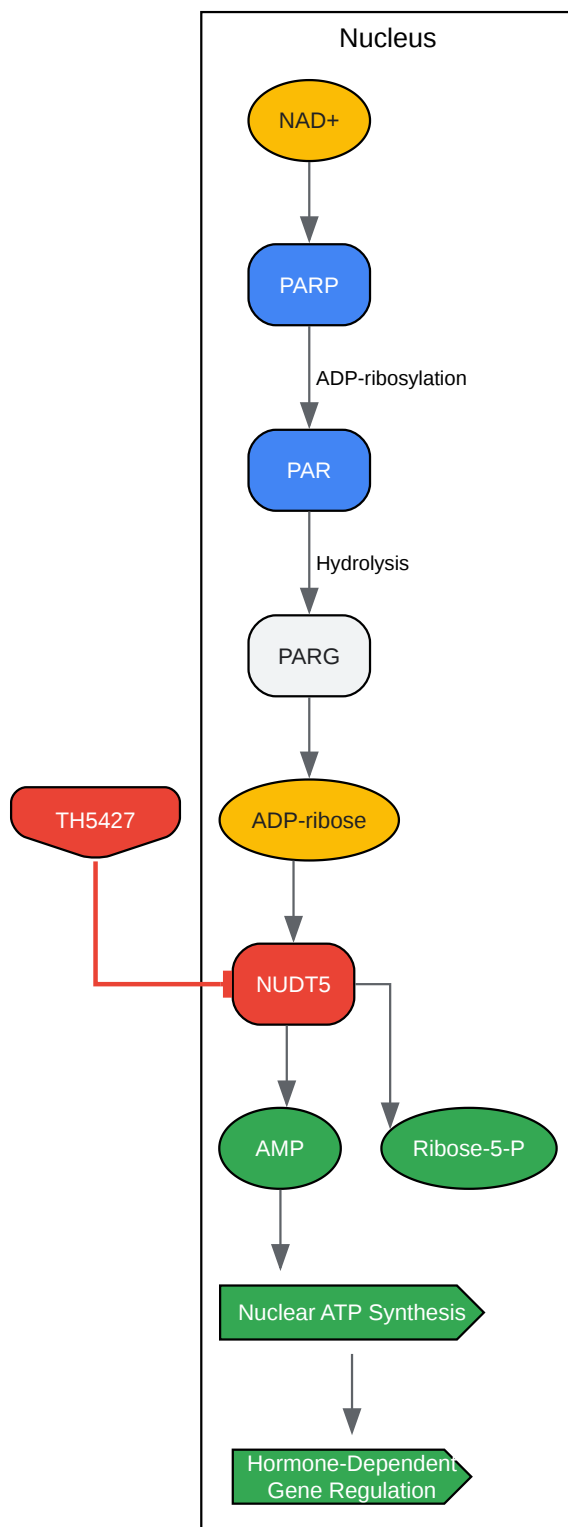 Nucleus
NAD+
PARP
ADP-ribosylation
PAR
Hydrolysis
PARG
TH5427
ADP-ribose
NUDT5
AMP
Ribose-5-P
Nuclear ATP Synthesis
Hormone-Dependent
Gene Regulation